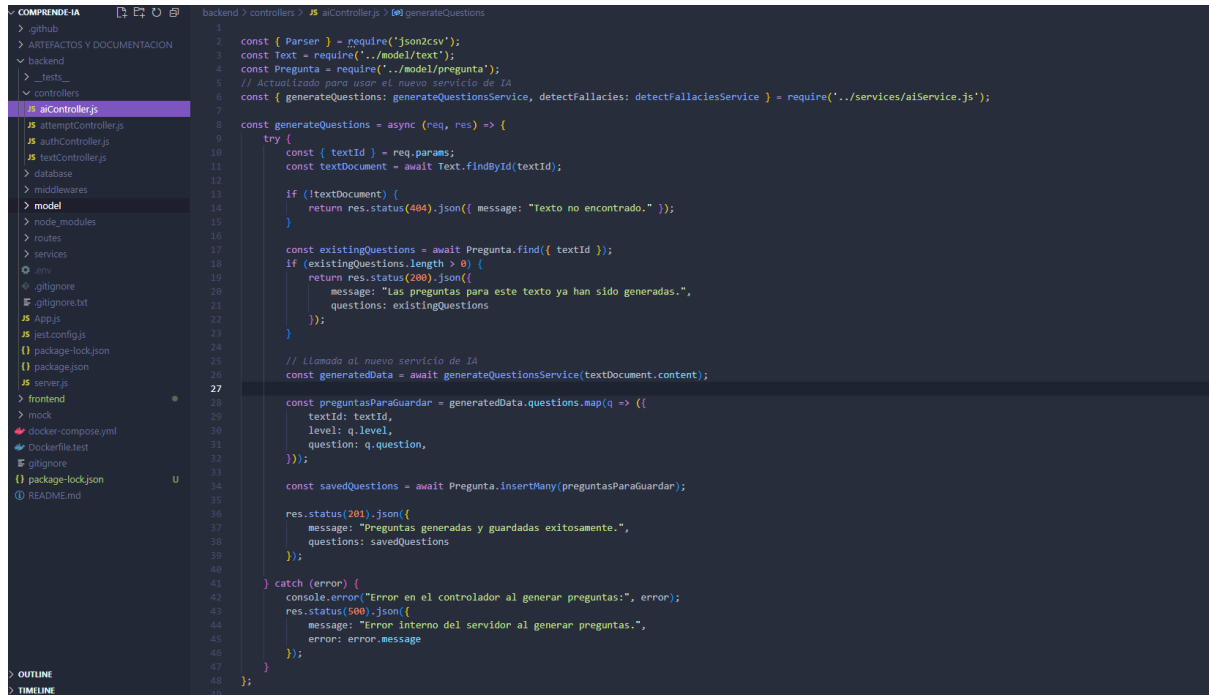 COMPRENDE-IA
.github
ARTEFACTOS Y DOCUMENTACION
backend
__tests__
controllers
JS aiController.js
JS attemptController.js
JS authController.js
JS textController.js
database
middlewares
model
node_modules
routes
services
.env
.gitignore
.gitignore.txt
JS App.js
JS jest.config.js
{} package-lock.json
{} package.json
JS server.js
frontend
mock
docker-compose.yml
Dockerfile.test
gitignore
{} package-lock.json U
README.md
OUTLINE
TIMELINE
backend > controllers > JS aiController.js > generateQuestions
1
2 const { Parser } = require('json2csv');
3 const Text = require('../model/text');
4 const Pregunta = require('../model/pregunta');
5 // Actualizado para usar el nuevo servicio de IA
6 const { generateQuestions: generateQuestionsService, detectFallacies: detectFallaciesService } = require('../services/aiService.js');
7
8 const generateQuestions = async (req, res) => {
9 try {
10 const { textId } = req.params;
11 const textDocument = await Text.findById(textId);
12
13 if (!textDocument) {
14 return res.status(404).json({ message: "Texto no encontrado." });
15 }
16
17 const existingQuestions = await Pregunta.find({ textId });
18 if (existingQuestions.length > 0) {
19 return res.status(200).json({
20 message: "Las preguntas para este texto ya han sido generadas.",
21 questions: existingQuestions
22 });
23 }
24
25 // Llamada al nuevo servicio de IA
26 const generatedData = await generateQuestionsService(textDocument.content);
27
28 const preguntasParaGuardar = generatedData.questions.map(q => ({
29 textId: textId,
30 level: q.level,
31 question: q.question,
32 }));
33
34 const savedQuestions = await Pregunta.insertMany(preguntasParaGuardar);
35
36 res.status(201).json({
37 message: "Preguntas generadas y guardadas exitosamente.",
38 questions: savedQuestions
39 });
40
41 } catch (error) {
42 console.error("Error en el controlador al generar preguntas:", error);
43 res.status(500).json({
44 message: "Error interno del servidor al generar preguntas.",
45 error: error.message
46 });
47 }
48 };
49